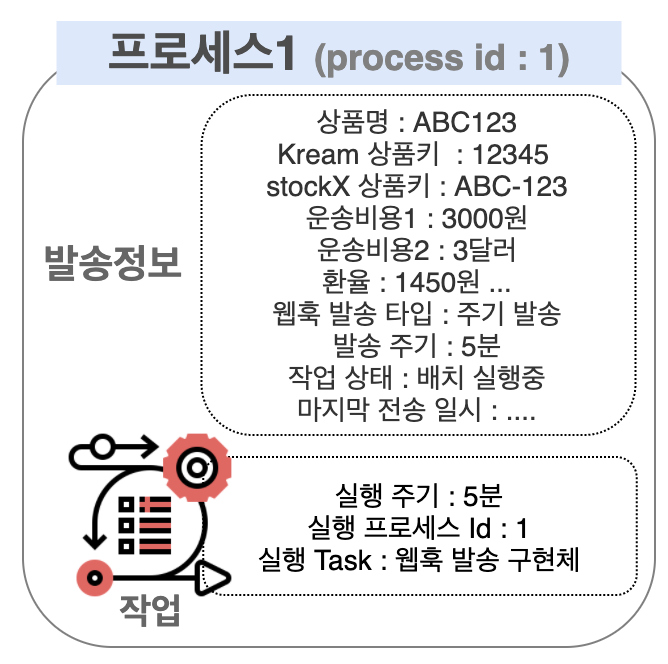 프로세스1 (process id : 1)
발송정보
상품명 : ABC123
Kream 상품키 : 12345
stockX 상품키 : ABC-123
운송비용1 : 3000원
운송비용2 : 3달러
환율 : 1450원 ...
웹훅 발송 타입 : 주기 발송
발송 주기 : 5분
작업 상태 : 배치 실행중
마지막 전송 일시 : ....
작업
실행 주기 : 5분
실행 프로세스 Id : 1
실행 Task : 웹훅 발송 구현체